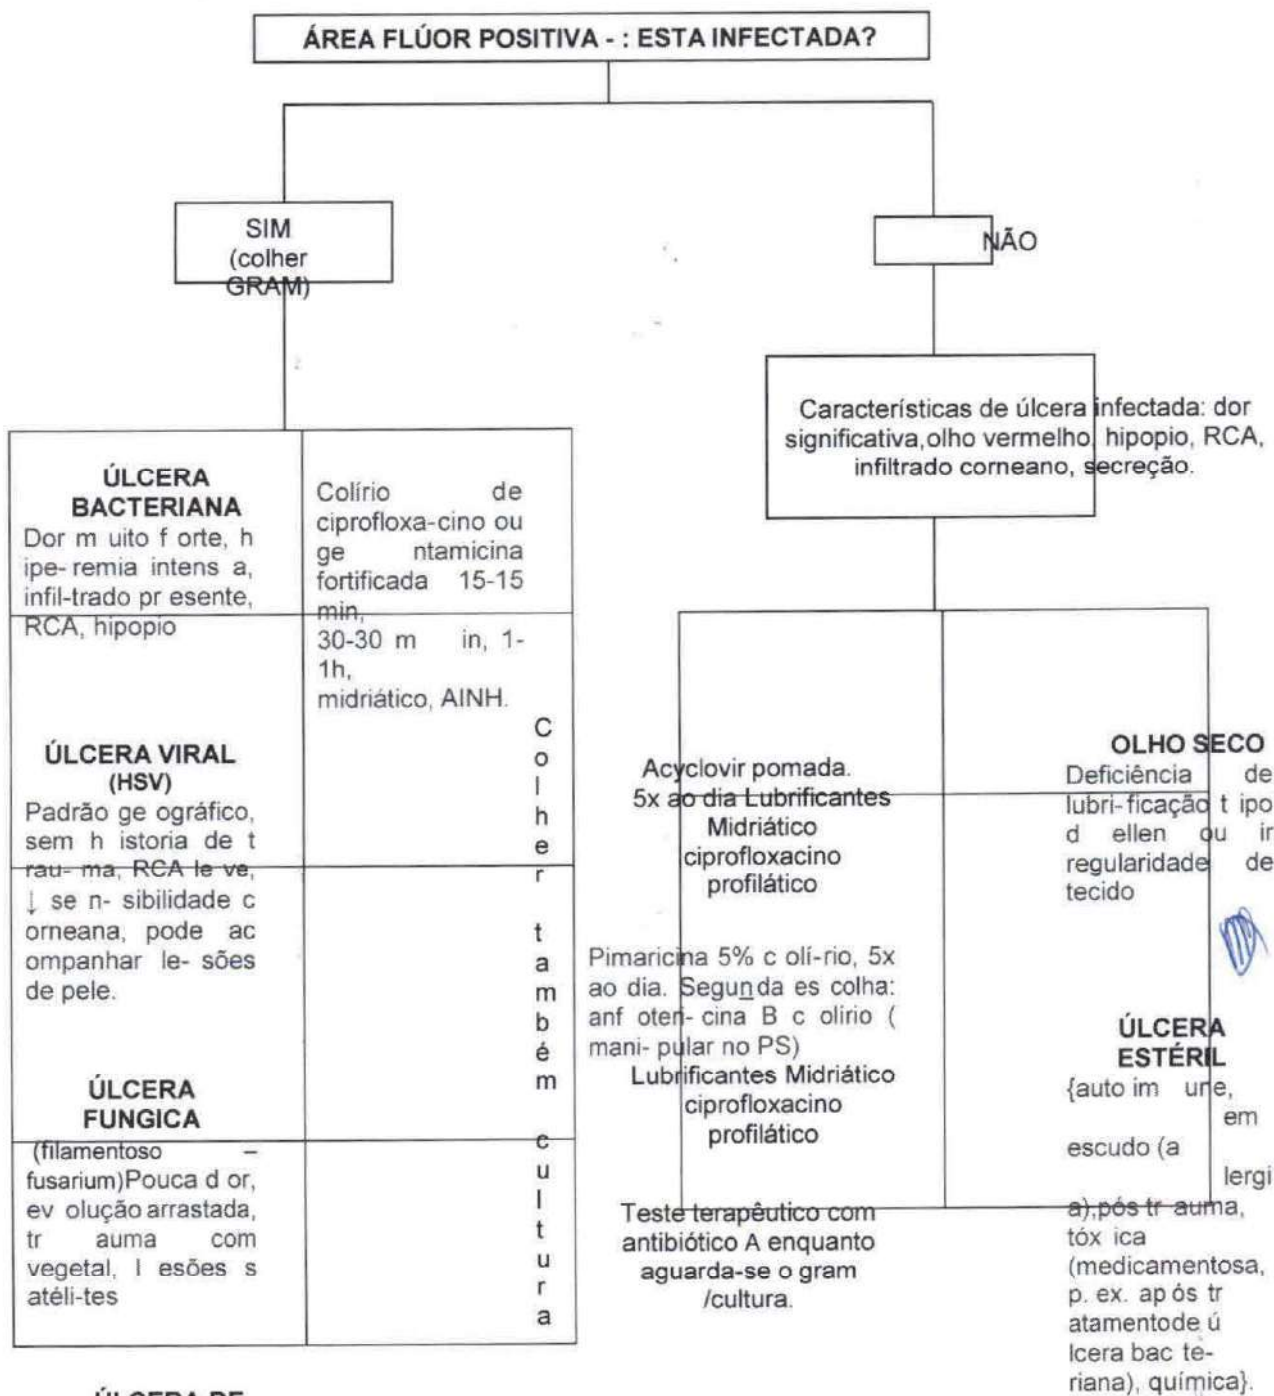 ÁREA FLÚOR POSITIVA - : ESTA INFECTADA?
SIM
(colher
GRAM)
NÃO
Características de úlcera infectada: dor
significativa,olho vermelho, hipopio, RCA,
infiltrado corneano, secreção.
ÚLCERA
BACTERIANA
Dor m uito f orte, h
ipe- remia intens a,
infil-trado pr esente,
RCA, hipopio
Colírio de
ciprofloxa-cino ou
ge ntamicina
fortificada 15-15
min,
30-30 m in, 1-
1h,
midriático, AINH.
ÚLCERA VIRAL
(HSV)
Padrão ge ográfico,
sem h istoria de t
rau- ma, RCA le ve,
↓ se n- sibilidade c
orneana, pode ac
ompanhar le- sões
de pele.
ÚLCERA
FUNGICA
(filamentoso –
fusarium)Pouca d or,
ev olução arrastada,
tr auma com
vegetal, l esões s
atéli-tes
C
o
l
h
e
r
t
a
m
b
é
m
c
u
l
t
u
r
a
Acyclovir pomada.
5x ao dia Lubrificantes
Midriático
ciprofloxacino
profilático
Pimaricina 5% c olí-rio, 5x
ao dia. Segunda es colha:
anf oteri- cina B c olirio (
mani- pular no PS)
Lubrificantes Midriático
ciprofloxacino
profilático
Teste terapêutico com
antibiótico A enquanto
aguarda-se o gram
/cultura.
OLHO SECO
Deficiência de
lubri-ficação t ipo
d ellen ou ir
regularidade de
tecido
ÚLCERA
ESTÉRIL
{auto im une,
em
escudo (a
lergi
a),pós tr auma,
tóx ica
(medicamentosa,
p. ex. ap ós tr
atamentode ú
lcera bac te-
riana), química}.
ÚLCERA DE